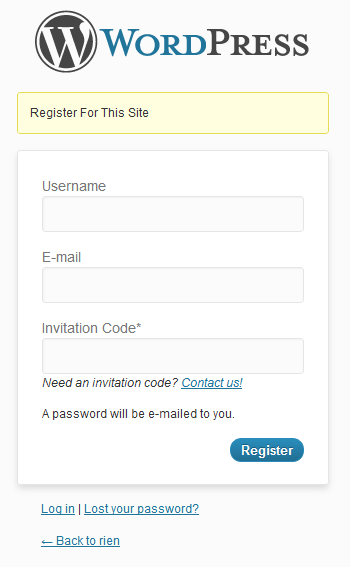 WORDPRESS
Register For This Site
Username
E-mail
Invitation Code*
Need an invitation code? Contact us!
A password will be e-mailed to you.
Register
Log in | Lost your password?
← Back to rien